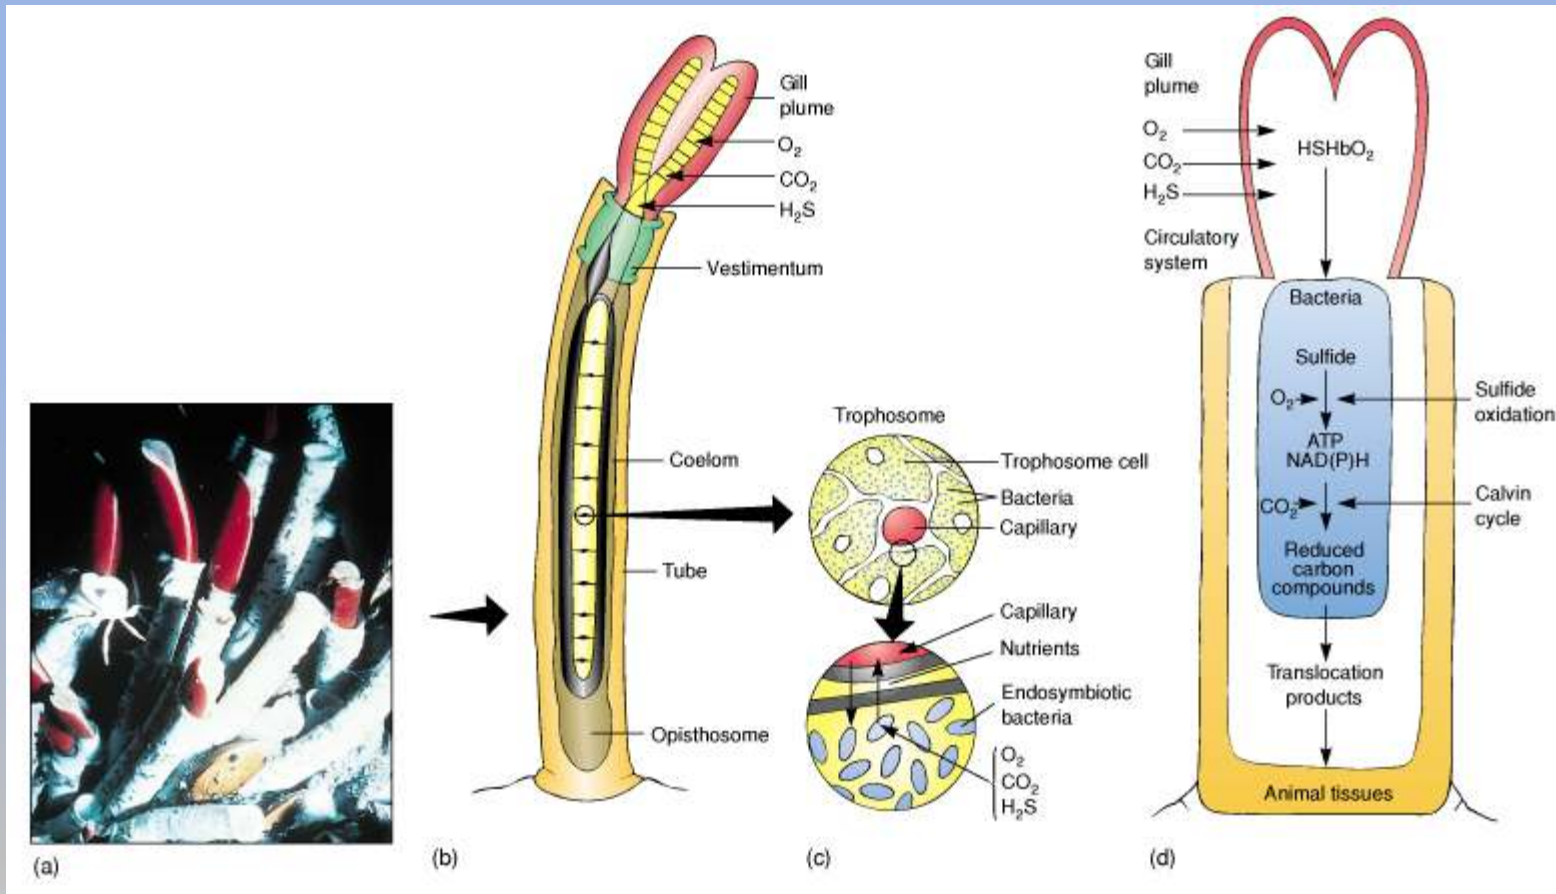 Gill
plume
O₂
CO₂
H₂S
Vestimentum
Coelom
Tube
Opisthosome
(a)
(b)
Trophosome
Trophosome cell
Bacteria
Capillary
Capillary
Nutrients
Endosymbiotic
bacteria
O₂
CO₂
H₂S
(c)
Gill
plume
O₂
CO₂
H₂S
HSHbO₂
Circulatory
system
Bacteria
Sulfide
O₂
Sulfide
oxidation
ATP
NAD(P)H
CO₂
Calvin
cycle
Reduced
carbon
compounds
Translocation
products
Animal tissues
(d)